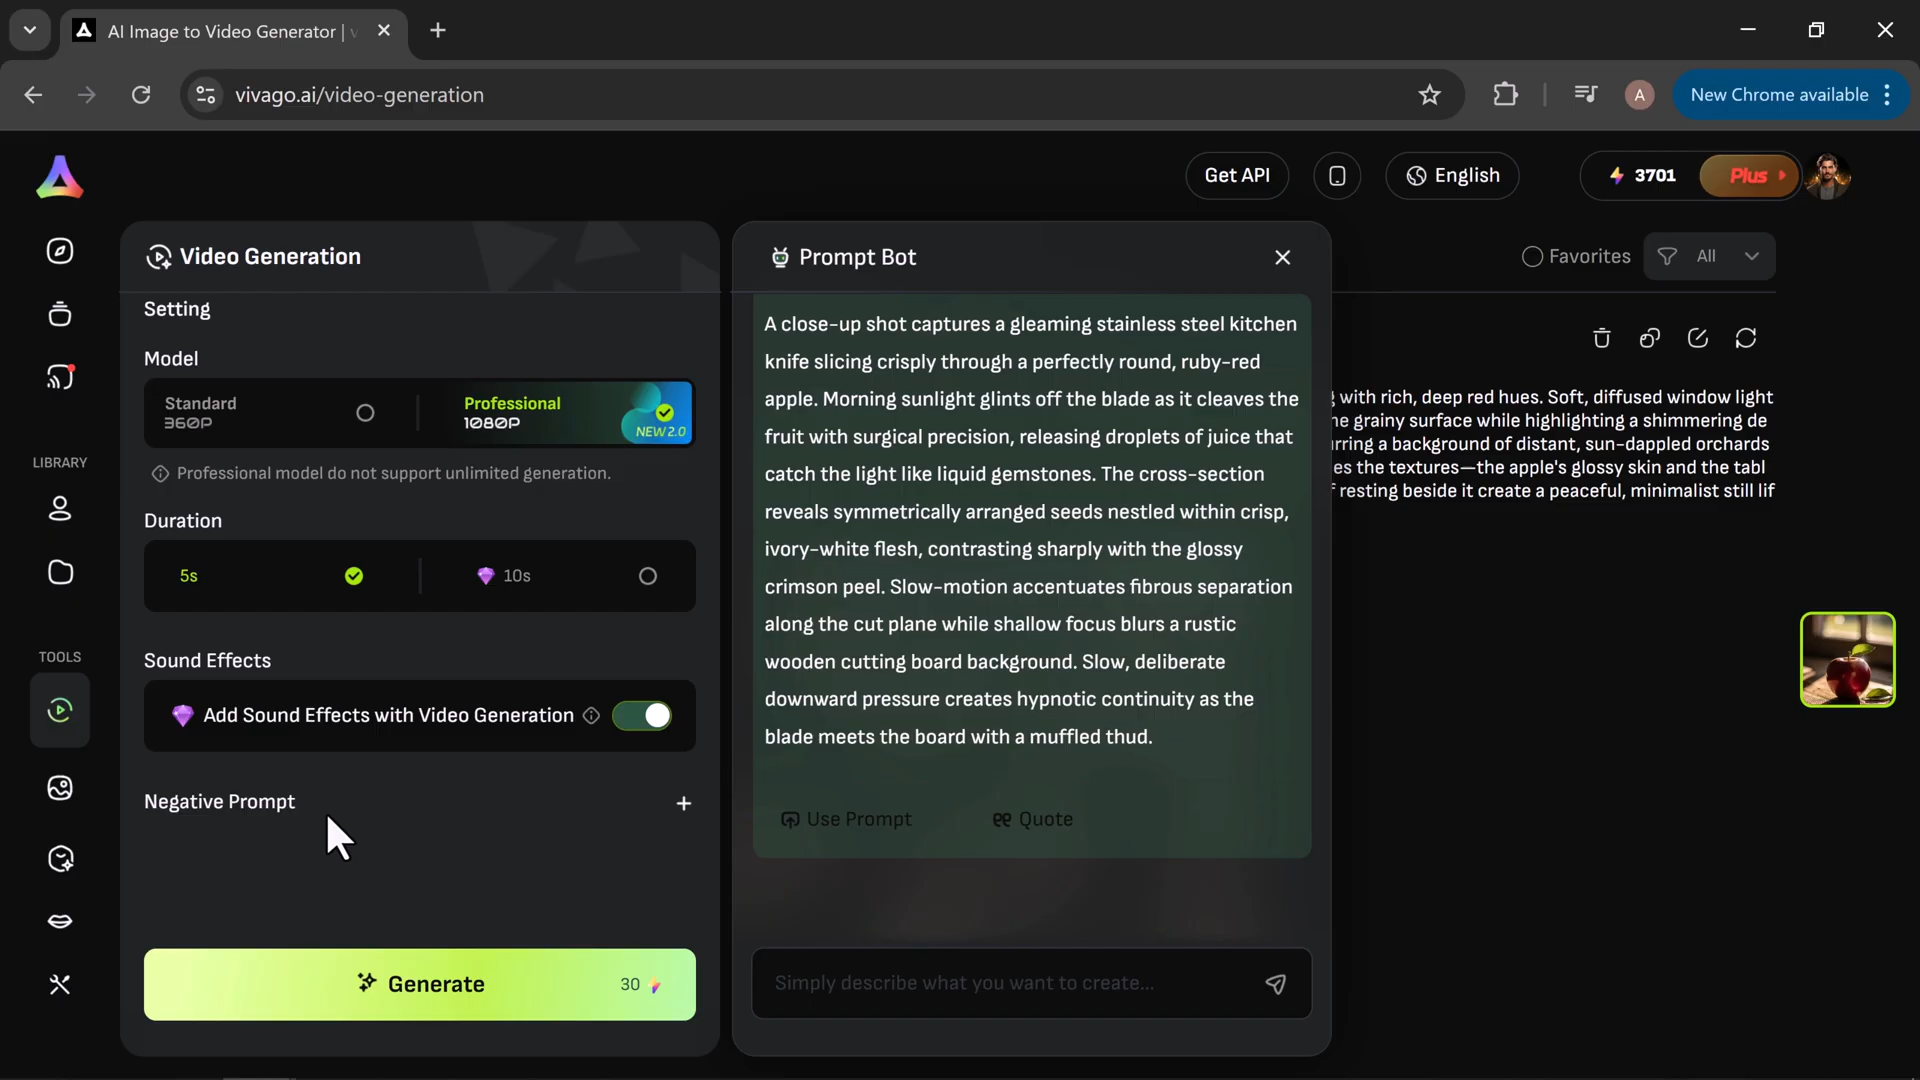 AI Image to Video Generator |
vivago.ai/video-generation
A
New Chrome available
Get API
English
3701
Plus
Video Generation
Setting
Model
Standard
360P
Professional
1080P
NEW 2.0
Professional model do not support unlimited generation.
Duration
5s
10s
Sound Effects
Add Sound Effects with Video Generation
Negative Prompt
Generate
30
LIBRARY
TOOLS
Prompt Bot
A close-up shot captures a gleaming stainless steel kitchen
knife slicing crisply through a perfectly round, ruby-red
apple. Morning sunlight glints off the blade as it cleaves the
fruit with surgical precision, releasing droplets of juice that
catch the light like liquid gemstones. The cross-section
reveals symmetrically arranged seeds nestled within crisp,
ivory-white flesh, contrasting sharply with the glossy
crimson peel. Slow-motion accentuates fibrous separation
along the cut plane while shallow focus blurs a rustic
wooden cutting board background. Slow, deliberate
downward pressure creates hypnotic continuity as the
blade meets the board with a muffled thud.
Use Prompt
Quote
Simply describe what you want to create...
Favorites
All
with rich, deep red hues. Soft, diffused window light
grainy surface while highlighting a shimmering de
a background of distant, sun-dappled orchards
the textures—the apple's glossy skin and the tabl
resting beside it create a peaceful, minimalist still lif